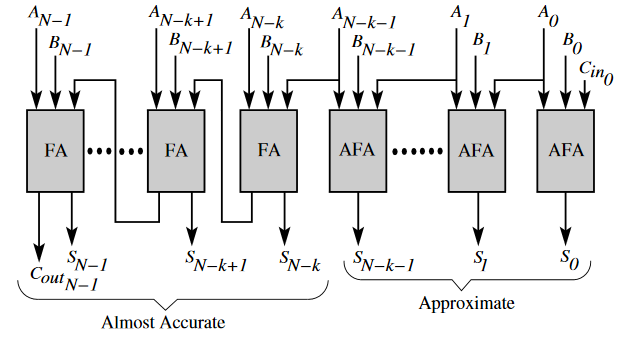 A_{N-1} A_{N-k+1} A_{N-k} A_{N-k-1} A_1 A_0
B_{N-1} B_{N-k+1} B_{N-k} B_{N-k-1} B_1 B_0
Cin_0
FA FA FA AFA AFA AFA
S_{N-1} S_{N-k+1} S_{N-k} S_{N-k-1} S_1 S_0
Cout_{N-1}
Approximate
Almost Accurate